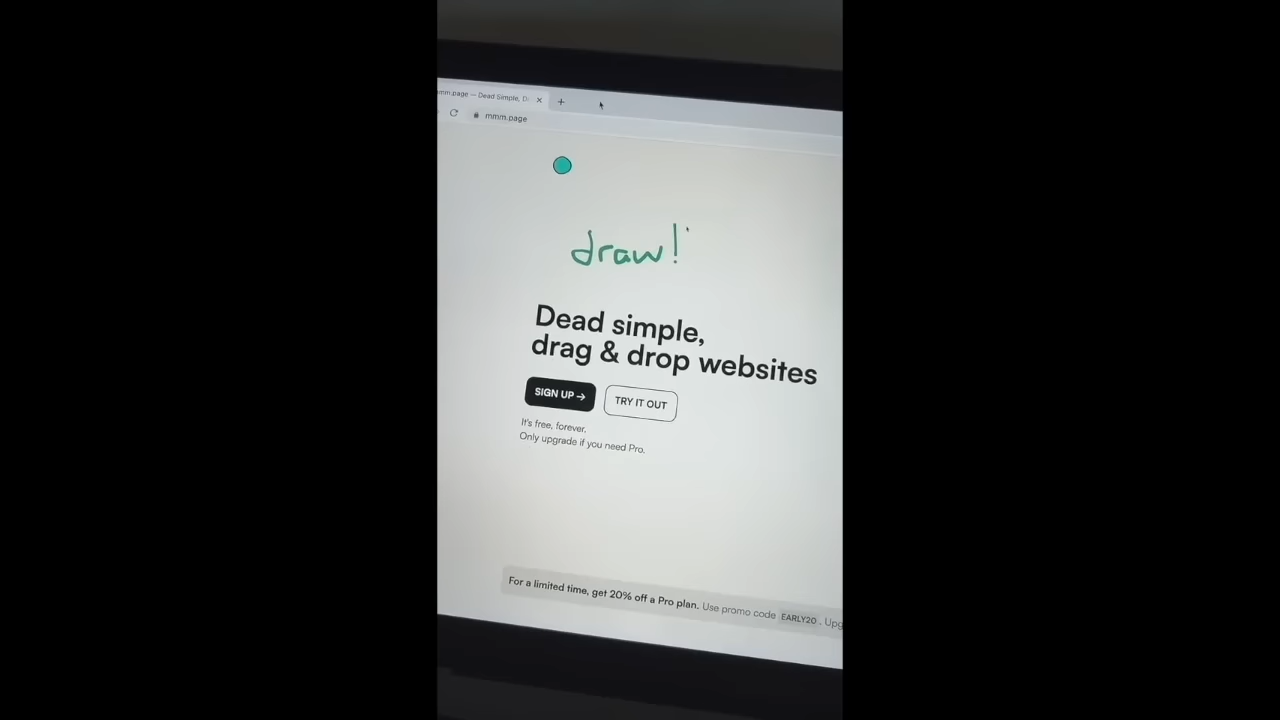 mm.page — Dead Simple, D
mmm.page
draw!
Dead simple,
drag & drop websites
SIGN UP →
TRY IT OUT
It's free, forever.
Only upgrade if you need Pro.
For a limited time, get 20% off a Pro plan. Use promo code EARLY20. Upg